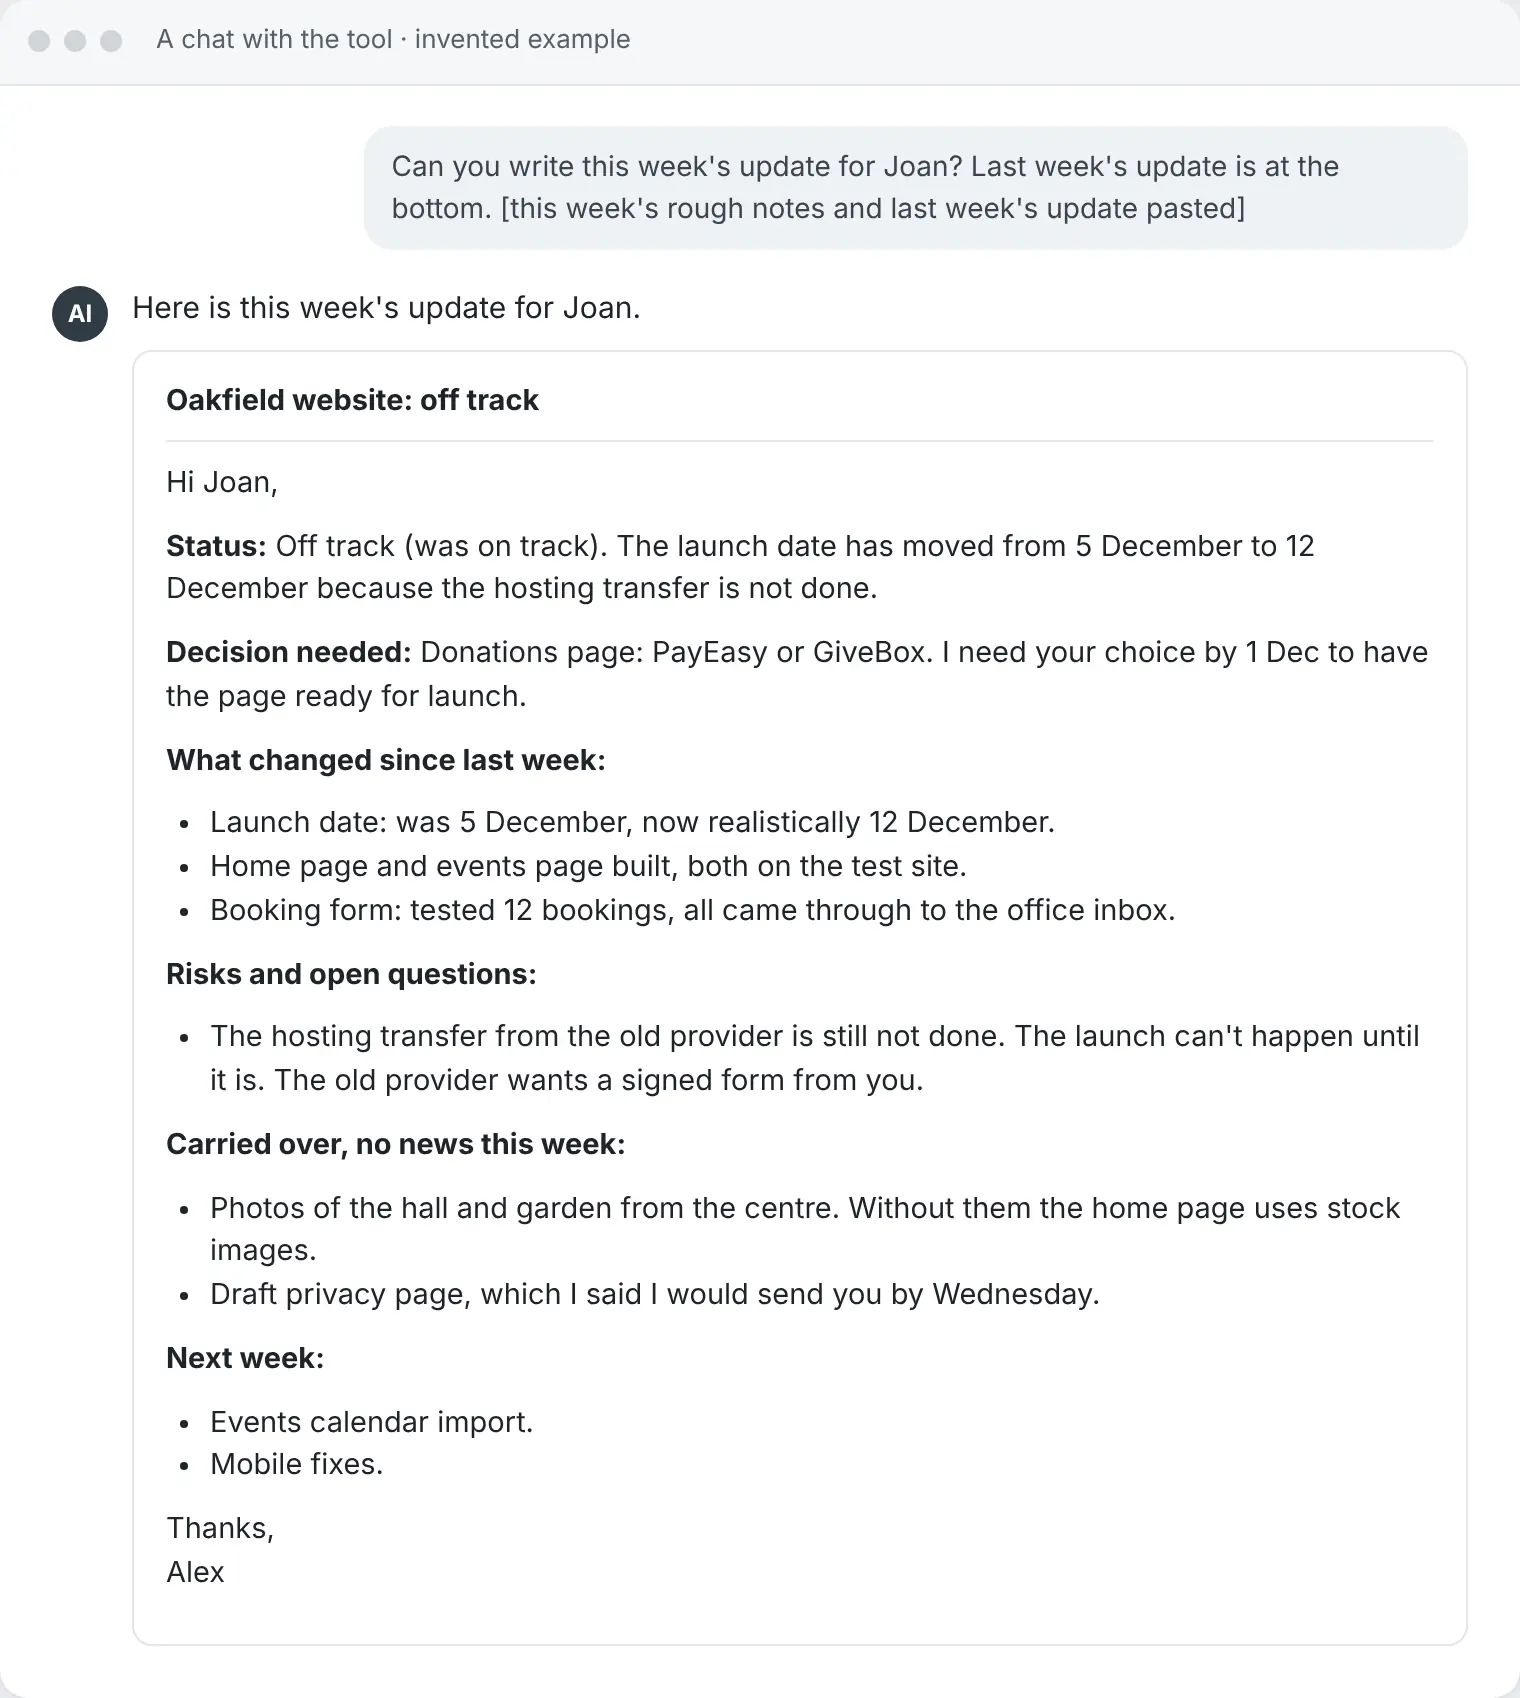 A chat with the tool · invented example
Can you write this week's update for Joan? Last week's update is at the
bottom. [this week's rough notes and last week's update pasted]
AI
Here is this week's update for Joan.
Oakfield website: off track
Hi Joan,
Status: Off track (was on track). The launch date has moved from 5 December to 12
December because the hosting transfer is not done.
Decision needed: Donations page: PayEasy or GiveBox. I need your choice by 1 Dec to have
the page ready for launch.
What changed since last week:
• Launch date: was 5 December, now realistically 12 December.
• Home page and events page built, both on the test site.
• Booking form: tested 12 bookings, all came through to the office inbox.
Risks and open questions:
• The hosting transfer from the old provider is still not done. The launch can't happen until
it is. The old provider wants a signed form from you.
Carried over, no news this week:
• Photos of the hall and garden from the centre. Without them the home page uses stock
images.
• Draft privacy page, which I said I would send you by Wednesday.
Next week:
• Events calendar import.
• Mobile fixes.
Thanks,
Alex